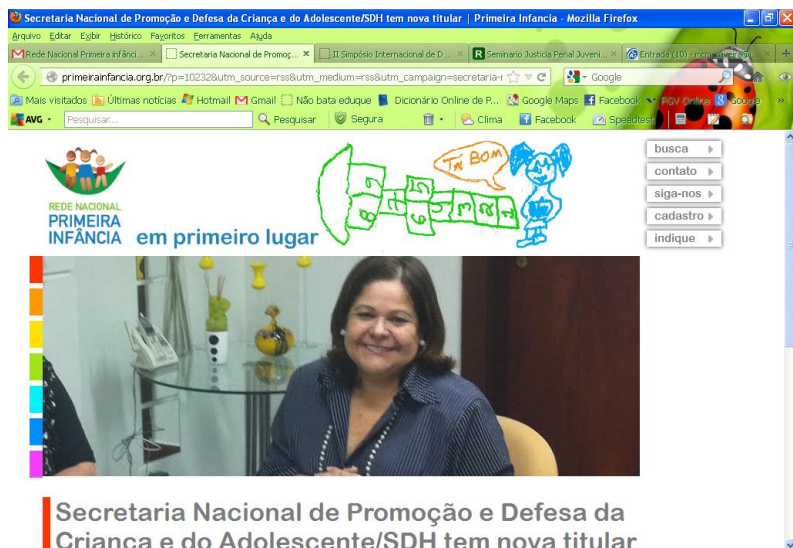 Secretaria Nacional de Promoção e Defesa da Criança e do Adolescente/SDH tem nova titular | Primeira Infancia - Mozilla Firefox
Arquivo Editar Exibir Histórico Favoritos Ferramentas Ajuda
Rede Nacional Primeira Infânci... × Secretaria Nacional de Promoç... × II Simpósio Internacional de D... × Seminario Justicia Penal Juveni... × Entrada (10)
primeirainfancia.org.br/?p=10232&utm_source=rss&utm_medium=rss&utm_campaign=secretaria-r Google
Mais visitados Últimas notícias Hotmail Gmail Não bata eduque Dicionário Online de P... Google Maps Facebook FGV Online Google »
AVG Pesquisar... Pesquisar Segura Clima Facebook Speedtest
busca
contato
siga-nos
cadastro
indique
TA BOM
REDE NACIONAL
PRIMEIRA
INFÂNCIA
em primeiro lugar
Secretaria Nacional de Promoção e Defesa da
Criança e do Adolescente/SDH tem nova titular